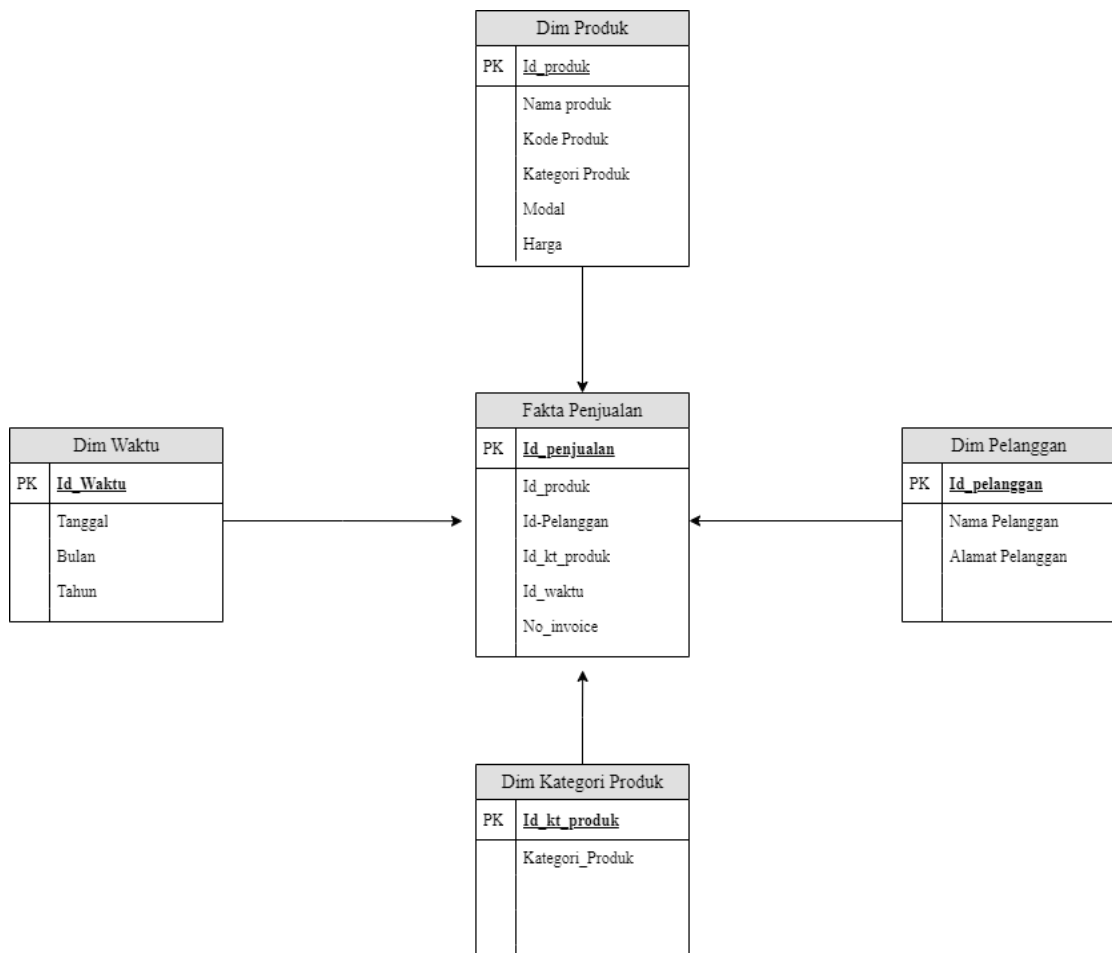 Dim Produk
PK Id_produk
Nama produk
Kode Produk
Kategori Produk
Modal
Harga
Fakta Penjualan
PK Id_penjualan
Id_produk
Id-Pelanggan
Id_kt_produk
Id_waktu
No_invoice
Dim Waktu
PK Id_Waktu
Tanggal
Bulan
Tahun
Dim Pelanggan
PK Id_pelanggan
Nama Pelanggan
Alamat Pelanggan
Dim Kategori Produk
PK Id_kt_produk
Kategori_Produk